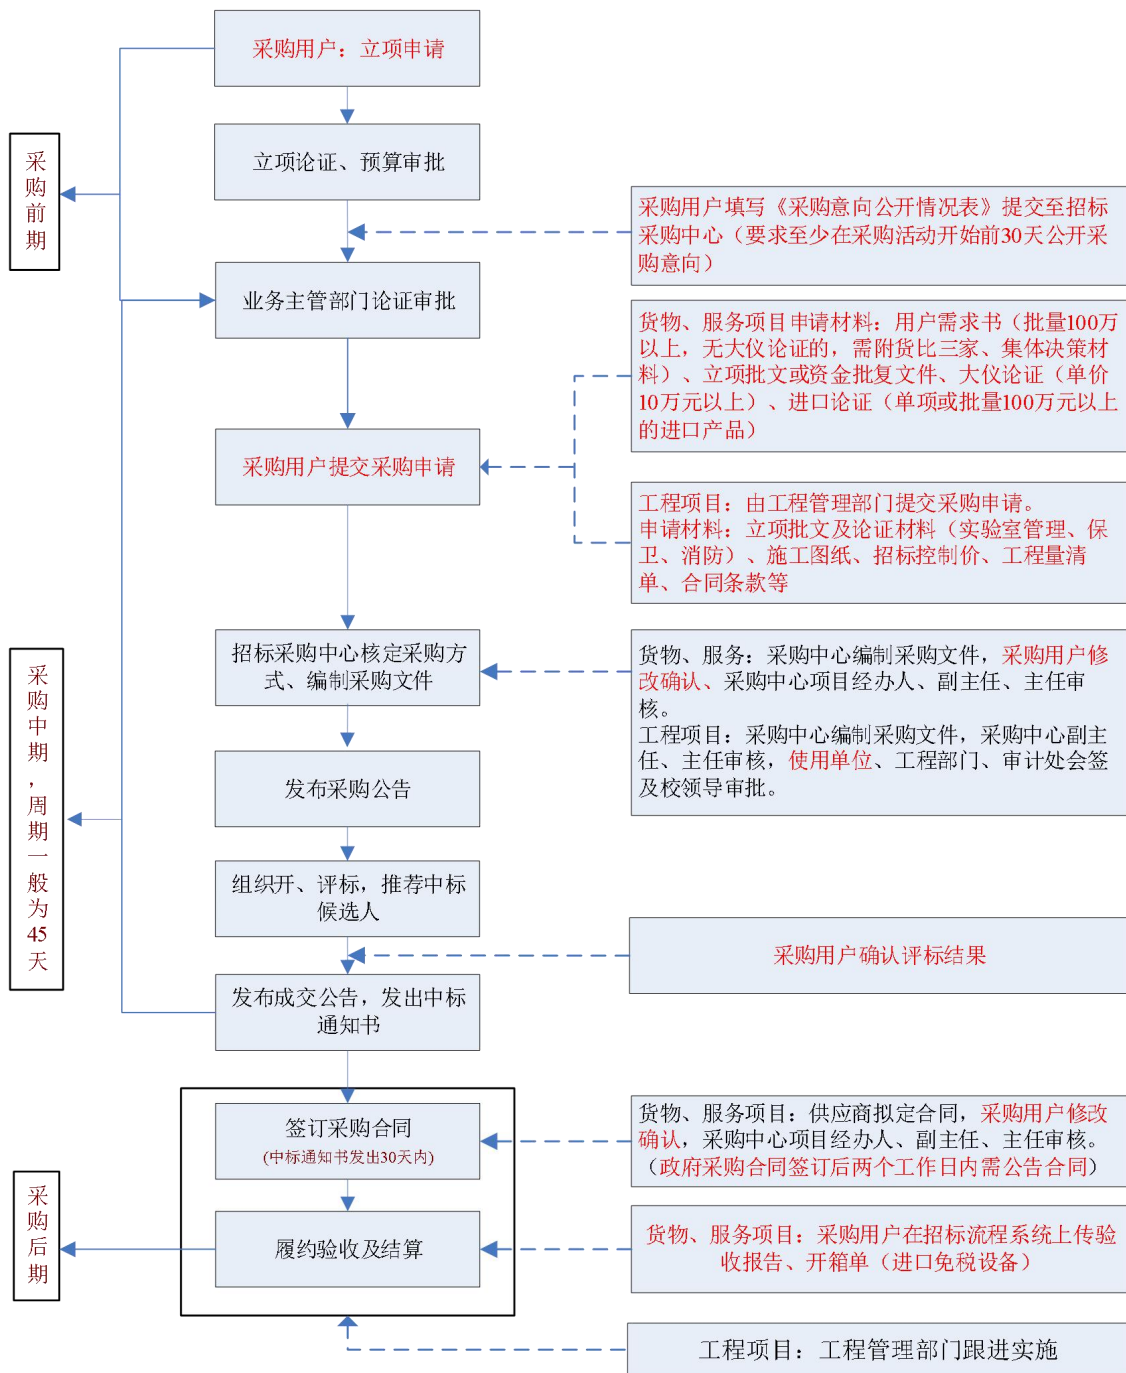 采购用户：立项申请
立项论证、预算审批
采购前期
采购用户填写《采购意向公开情况表》提交至招标
采购中心（要求至少在采购活动开始前30天公开采
购意向）
业务主管部门论证审批
货物、服务项目申请材料：用户需求书（批量100万
以上，无大仪论证的，需附货比三家、集体决策材
料）、立项批文或资金批复文件、大仪论证（单价
10万元以上）、进口论证（单项或批量100万元以上
的进口产品）
采购用户提交采购申请
工程项目：由工程管理部门提交采购申请。
申请材料：立项批文及论证材料（实验室管理、保
卫、消防）、施工图纸、招标控制价、工程量清
单、合同条款等
招标采购中心核定采购方
式、编制采购文件
货物、服务：采购中心编制采购文件，采购用户修
改确认、采购中心项目经办人、副主任、主任审
核。
工程项目：采购中心编制采购文件，采购中心副主
任、主任审核，使用单位、工程部门、审计处会签
及校领导审批。
采购中期，周期一般为45天
发布采购公告
组织开、评标，推荐中标
候选人
采购用户确认评标结果
发布成交公告，发出中标
通知书
签订采购合同
(中标通知书发出30天内)
货物、服务项目：供应商拟定合同，采购用户修改
确认，采购中心项目经办人、副主任、主任审核。
（政府采购合同签订后两个工作日内需公告合同）
采购后期
履约验收及结算
货物、服务项目：采购用户在招标流程系统上传验
收报告、开箱单（进口免税设备）
工程项目：工程管理部门跟进实施